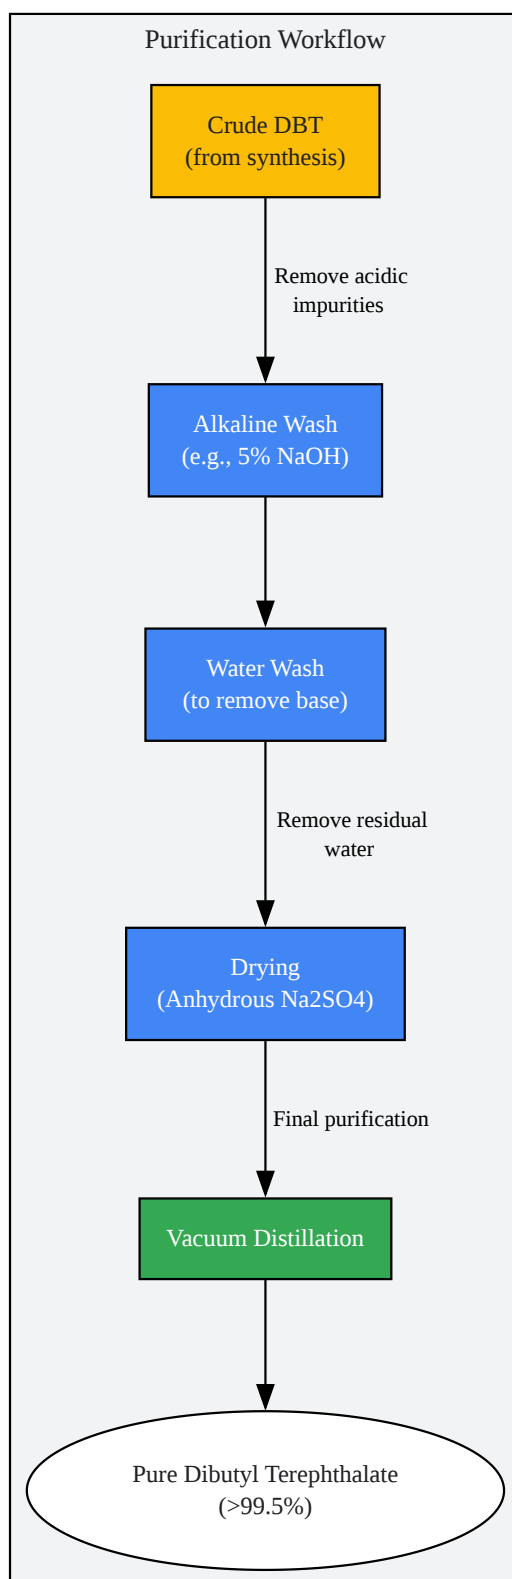 Purification Workflow
Crude DBT
(from synthesis)
Remove acidic
impurities
Alkaline Wash
(e.g., 5% NaOH)
Water Wash
(to remove base)
Remove residual
water
Drying
(Anhydrous Na2SO4)
Final purification
Vacuum Distillation
Pure Dibutyl Terephthalate
(>99.5%)